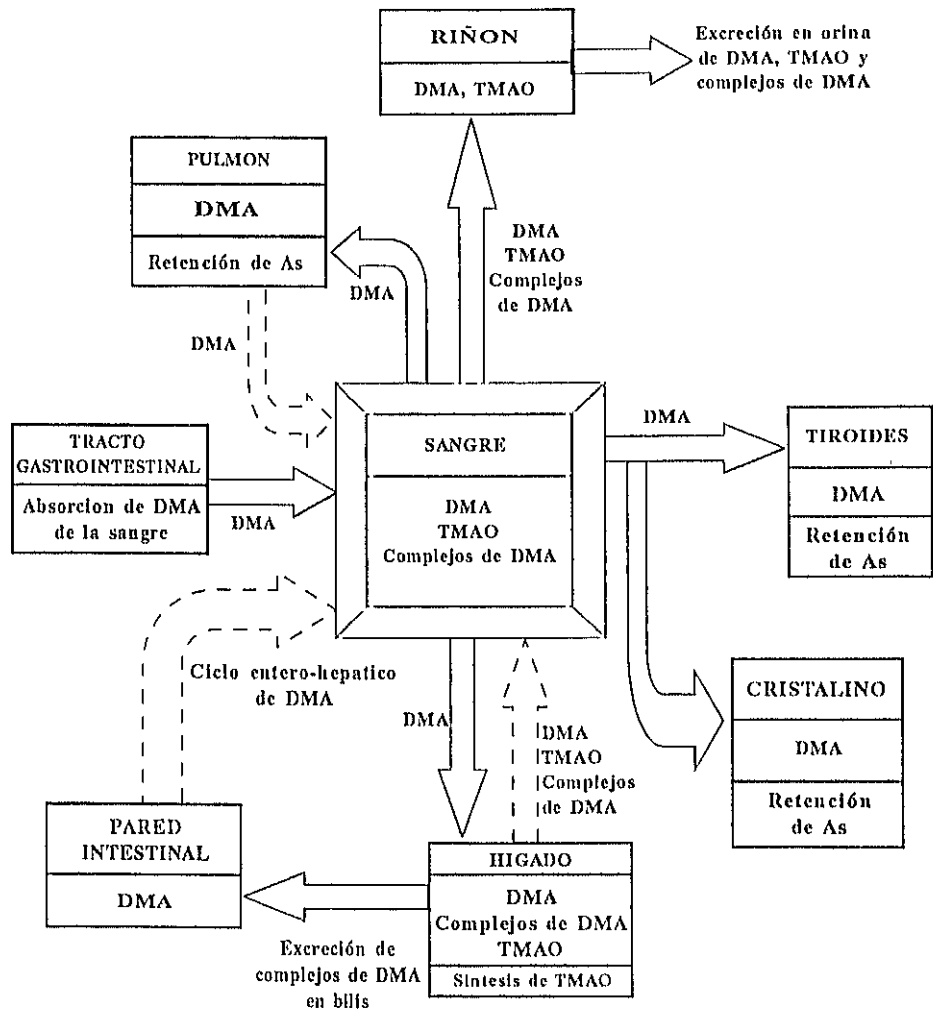 RIÑON
DMA, TMAO
Excreción en orina
de DMA, TMAO y
complejos de DMA
PULMON
DMA
Retención de As
DMA
DMA
TMAO
Complejos
de DMA
DMA
TRACTO
GASTROINTESTINAL
Absorcion de DMA
de la sangre
DMA
SANGRE
DMA
TMAO
Complejos de DMA
DMA
TIROIDES
DMA
Retención
de As
Ciclo entero-hepatico
de DMA
DMA
DMA
TMAO
Complejos
de DMA
CRISTALINO
DMA
Retención
de As
PARED
INTESTINAL
DMA
HIGADO
DMA
Complejos de DMA
TMAO
Sintesis de TMAO
Excreción de
complejos de DMA
en bilis